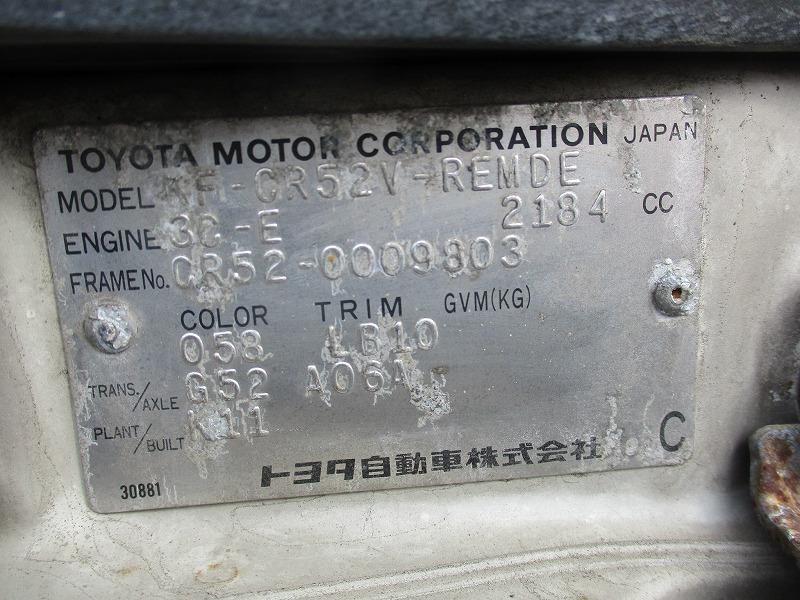 TOYOTA MOTOR CORPORATION JAPAN
MODEL KF-CR52V-REMDE
ENGINE 3C-E 2184 CC
FRAME No. CR52-0009803
COLOR TRIM GVM(KG)
058 LB10
TRANS./AXLE G52 A06A
PLANT/BUILT K11
トヨタ自動車株式会社
C
30881